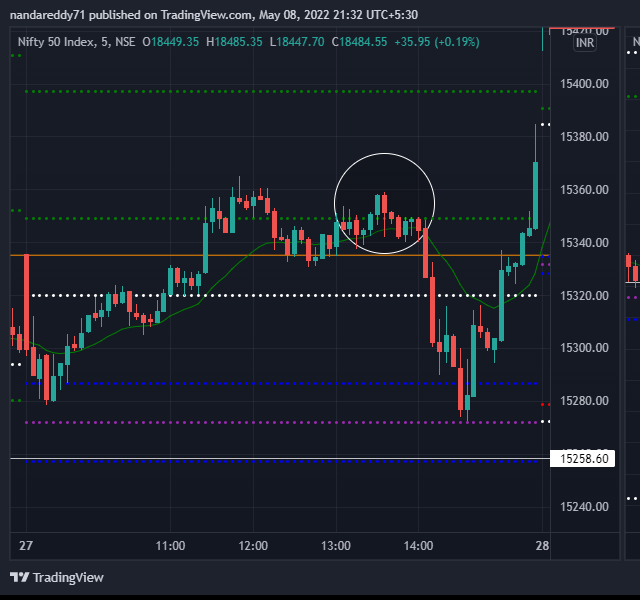 nandareddy71 published on TradingView.com, May 08, 2022 21:32 UTC+5:30
Nifty 50 Index, 5, NSE O18449.35 H18485.35 L18447.70 C18484.55 +35.95 (+0.19%)
INR
N
15400.00
15380.00
15360.00
15340.00
15320.00
15300.00
15280.00
15258.60
15240.00
27 11:00 12:00 13:00 14:00 28
TradingView